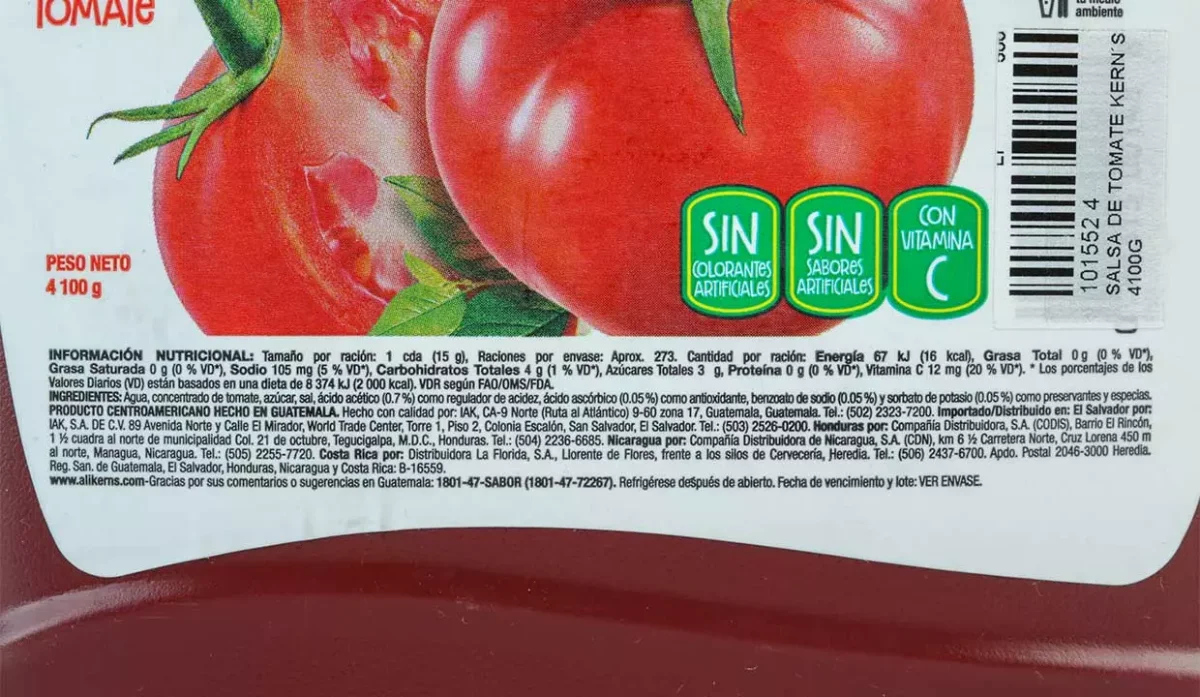 TOMATE
ambiente
PESO NETO
4 100 g
SIN
COLORANTES
ARTIFICIALES
SIN
SABORES
ARTIFICIALES
CON
VITAMINA
C
101552 4
SALSA DE TOMATE KERN´S
4100G
INFORMACIÓN NUTRICIONAL: Tamaño por ración: 1 cda (15 g), Raciones por envase: Aprox. 273. Cantidad por ración: Energía 67 kJ (16 kcal), Grasa Total 0g (0 % VD*),
Grasa Saturada 0 g (0 % VD*), Sodio 105 mg (5 % VD*), Carbohidratos Totales 4 g (1 % VD*), Azúcares Totales 3 g, Proteína 0 g (0 % VD*), Vitamina C 12 mg (20 % VD*). * Los porcentajes de los
Valores Diarios (VD) están basados en una dieta de 8 374 kJ (2 000 kcal). VDR según FAO/OMS/FDA.
INGREDIENTES: Agua, concentrado de tomate, azúcar, sal, ácido acético (0.7 %) como regulador de acidez, ácido ascórbico (0.05 %) como antioxidante, benzoato de sodio (0.05 %) y sorbato de potasio (0.05 %) como preservantes y especias.
PRODUCTO CENTROAMERICANO HECHO EN GUATEMALA. Hecho con calidad por: IAK, CA-9 Norte (Ruta al Atlántico) 9-60 zona 17, Guatemala, Guatemala. Tel.: (502) 2323-7200. Importado/Distribuido en: El Salvador por:
IAK, S.A. DE C.V. 89 Avenida Norte y Calle El Mirador, World Trade Center, Torre 1, Piso 2, Colonia Escalón, San Salvador, El Salvador. Tel.: (503) 2526-0200. Honduras por: Compañía Distribuidora, S.A. (CODIS), Barrio El Rincón,
1 ½ cuadra al norte de municipalidad Col. 21 de octubre, Tegucigalpa, M.D.C., Honduras. Tel.: (504) 2236-6685. Nicaragua por: Compañía Distribuidora de Nicaragua, S.A. (CDN), km 6 ½ Carretera Norte, Cruz Lorena 450 m
al norte, Managua, Nicaragua. Tel.: (505) 2255-7720. Costa Rica por: Distribuidora La Florida, S.A., Llorente de Flores, frente a los silos de Cervecería, Heredia. Tel.: (506) 2437-6700. Apdo. Postal 2046-3000 Heredia.
Reg. San. de Guatemala, El Salvador, Honduras, Nicaragua y Costa Rica: B-16559.
www.alikerns.com-Gracias por sus comentarios o sugerencias en Guatemala: 1801-47-SABOR (1801-47-72267). Refrigérese después de abierto. Fecha de vencimiento y lote: VER ENVASE.